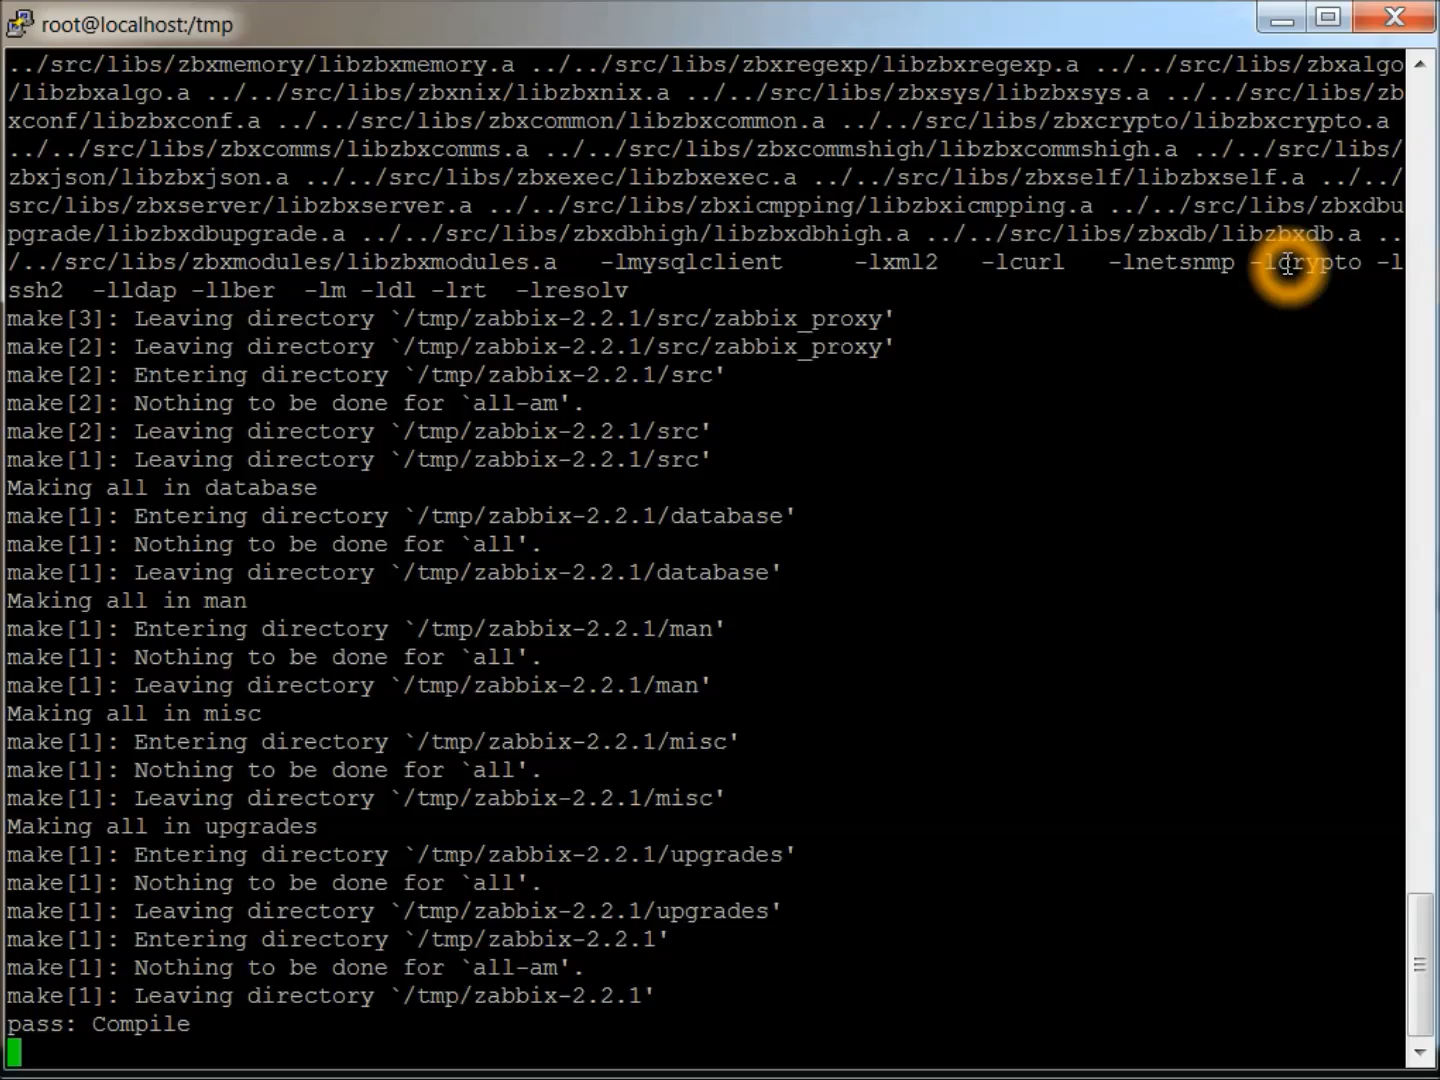 root@localhost:/tmp
../src/libs/zbxmemory/libzbxmemory.a ../../src/libs/zbxregexp/libzbxregexp.a ../../src/libs/zbxalgo
/libzbxalgo.a ../../src/libs/zbxnix/libzbxnix.a ../../src/libs/zbxsys/libzbxsys.a ../../src/libs/zb
xconf/libzbxconf.a ../../src/libs/zbxcommon/libzbxcommon.a ../../src/libs/zbxcrypto/libzbxcrypto.a
../../src/libs/zbxcomms/libzbxcomms.a ../../src/libs/zbxcommshigh/libzbxcommshigh.a ../../src/libs/
zbxjson/libzbxjson.a ../../src/libs/zbxexec/libzbxexec.a ../../src/libs/zbxself/libzbxself.a ../../
src/libs/zbxserver/libzbxserver.a ../../src/libs/zbxicmpping/libzbxicmpping.a ../../src/libs/zbxdbu
pgrade/libzbxdbupgrade.a ../../src/libs/zbxdbhigh/libzbxdbhigh.a ../../src/libs/zbxdb/libzbxdb.a ..
/../src/libs/zbxmodules/libzbxmodules.a   -lmysqlclient     -lxml2   -lcurl   -lnetsnmp -lcrypto -l
ssh2  -lldap -llber  -lm -ldl -lrt  -lresolv
make[3]: Leaving directory `/tmp/zabbix-2.2.1/src/zabbix_proxy'
make[2]: Leaving directory `/tmp/zabbix-2.2.1/src/zabbix_proxy'
make[2]: Entering directory `/tmp/zabbix-2.2.1/src'
make[2]: Nothing to be done for `all-am'.
make[2]: Leaving directory `/tmp/zabbix-2.2.1/src'
make[1]: Leaving directory `/tmp/zabbix-2.2.1/src'
Making all in database
make[1]: Entering directory `/tmp/zabbix-2.2.1/database'
make[1]: Nothing to be done for `all'.
make[1]: Leaving directory `/tmp/zabbix-2.2.1/database'
Making all in man
make[1]: Entering directory `/tmp/zabbix-2.2.1/man'
make[1]: Nothing to be done for `all'.
make[1]: Leaving directory `/tmp/zabbix-2.2.1/man'
Making all in misc
make[1]: Entering directory `/tmp/zabbix-2.2.1/misc'
make[1]: Nothing to be done for `all'.
make[1]: Leaving directory `/tmp/zabbix-2.2.1/misc'
Making all in upgrades
make[1]: Entering directory `/tmp/zabbix-2.2.1/upgrades'
make[1]: Nothing to be done for `all'.
make[1]: Leaving directory `/tmp/zabbix-2.2.1/upgrades'
make[1]: Entering directory `/tmp/zabbix-2.2.1'
make[1]: Nothing to be done for `all-am'.
make[1]: Leaving directory `/tmp/zabbix-2.2.1'
pass: Compile